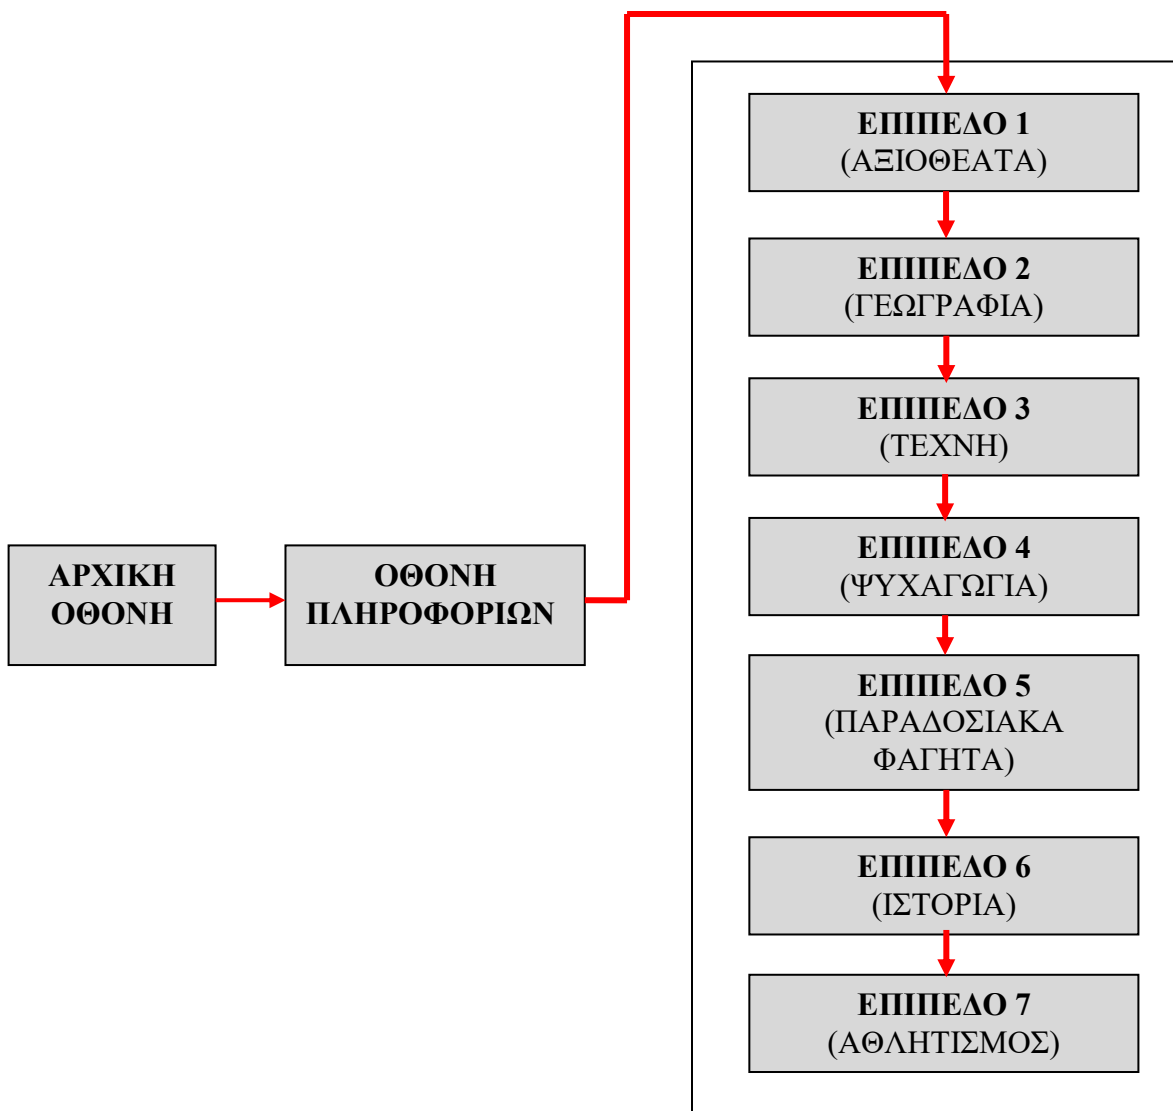 ΕΠΙΠΕΔΟ 1
(ΑΞΙΟΘΕΑΤΑ)
ΕΠΙΠΕΔΟ 2
(ΓΕΩΓΡΑΦΙΑ)
ΕΠΙΠΕΔΟ 3
(ΤΕΧΝΗ)
ΕΠΙΠΕΔΟ 4
(ΨΥΧΑΓΩΓΙΑ)
ΑΡΧΙΚΗ
ΟΘΟΝΗ
ΟΘΟΝΗ
ΠΛΗΡΟΦΟΡΙΩΝ
ΕΠΙΠΕΔΟ 5
(ΠΑΡΑΔΟΣΙΑΚΑ
ΦΑΓΗΤΑ)
ΕΠΙΠΕΔΟ 6
(ΙΣΤΟΡΙΑ)
ΕΠΙΠΕΔΟ 7
(ΑΘΛΗΤΙΣΜΟΣ)